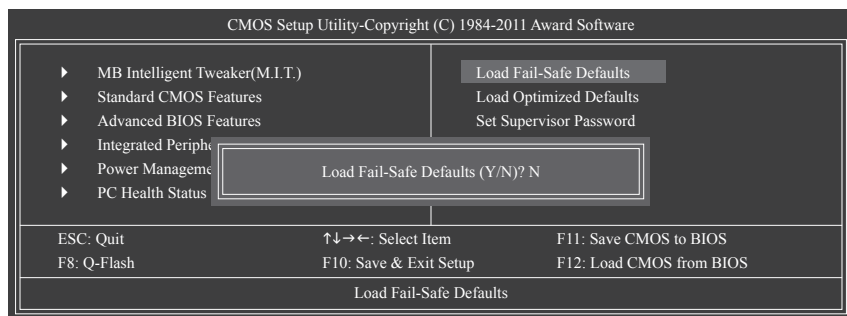 CMOS Setup Utility-Copyright (C) 1984-2011 Award Software
MB Intelligent Tweaker(M.I.T.)
Standard CMOS Features
Advanced BIOS Features
Integrated Periphe
Power Manageme
PC Health Status
Load Fail-Safe Defaults
Load Optimized Defaults
Set Supervisor Password
Load Fail-Safe Defaults (Y/N)? N
ESC: Quit ↑↓→←: Select Item F11: Save CMOS to BIOS
F8: Q-Flash F10: Save & Exit Setup F12: Load CMOS from BIOS
Load Fail-Safe Defaults